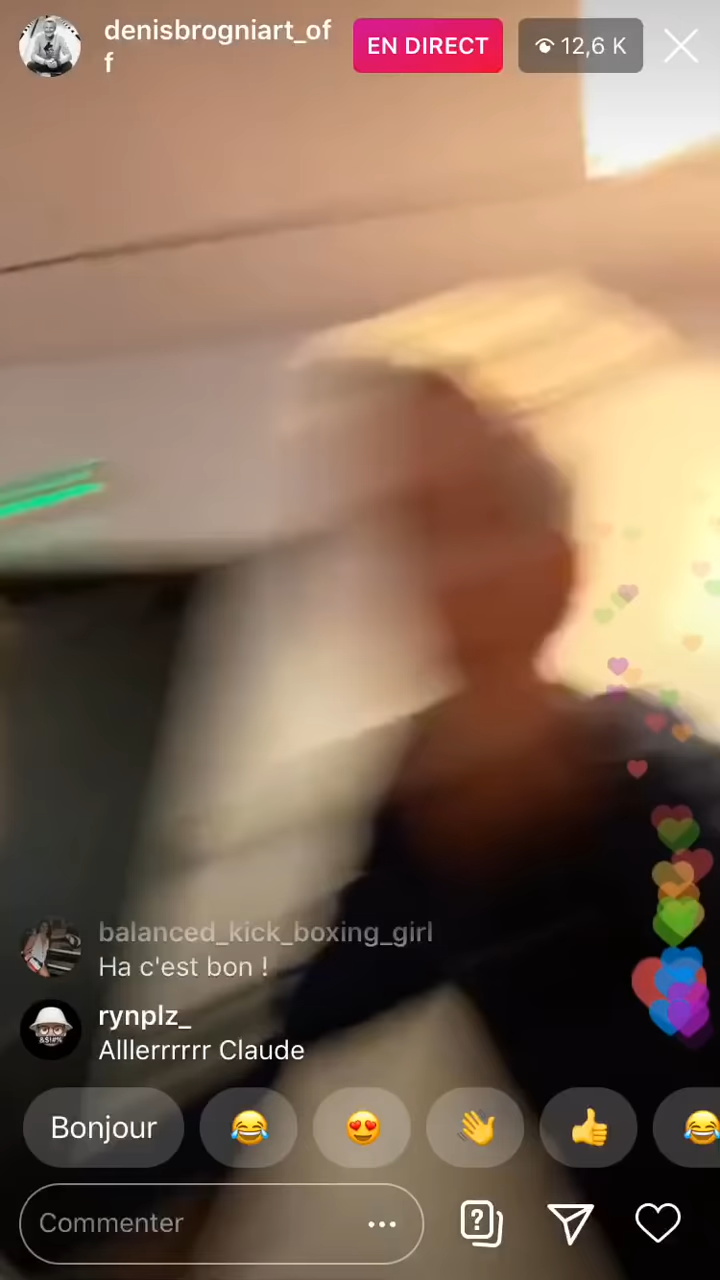 denisbrogniart_of
f
EN DIRECT
12,6 K
balanced_kick_boxing_girl
Ha c'est bon !
rynplz_
Alllerrrrrr Claude
Bonjour
Commenter